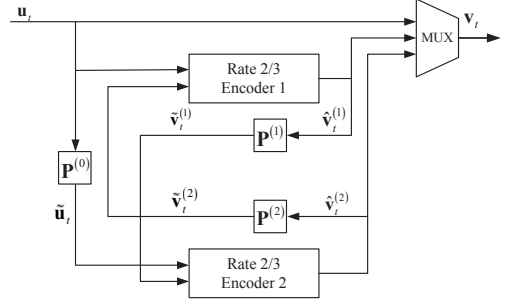 u_t
v_t
MUX
Rate 2/3
Encoder 1
ṽ_t^(1)
v̂_t^(1)
P^(1)
P^(0)
ṽ_t^(2)
v̂_t^(2)
P^(2)
ũ_t
Rate 2/3
Encoder 2